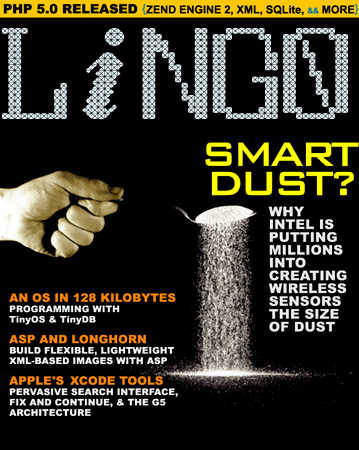 PHP 5.0 RELEASED {ZEND ENGINE 2, XML, SQLite, && MORE}
LiNGO
SMART
DUST?
WHY
INTEL IS
PUTTING
MILLIONS
INTO
CREATING
WIRELESS
SENSORS
THE SIZE
OF DUST
AN OS IN 128 KILOBYTES
PROGRAMMING WITH
TinyOS & TinyDB
ASP AND LONGHORN
BUILD FLEXIBLE, LIGHTWEIGHT
XML-BASED IMAGES WITH ASP
APPLE'S XCODE TOOLS
PERVASIVE SEARCH INTERFACE,
FIX AND CONTINUE, & THE G5
ARCHITECTURE